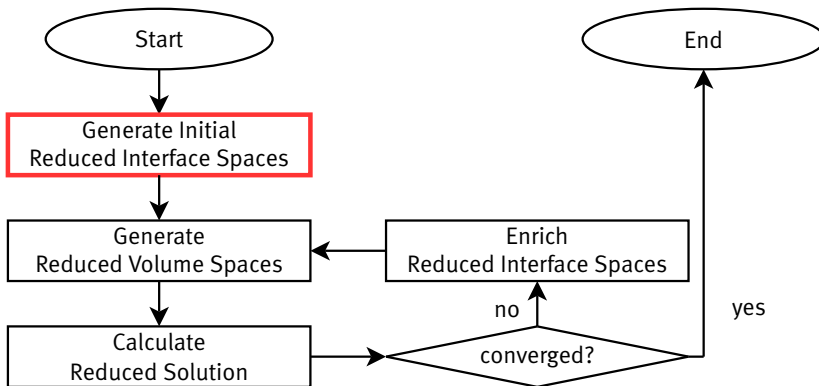 Start
End
Generate Initial
Reduced Interface Spaces
Generate
Reduced Volume Spaces
Enrich
Reduced Interface Spaces
no
yes
Calculate
Reduced Solution
converged?